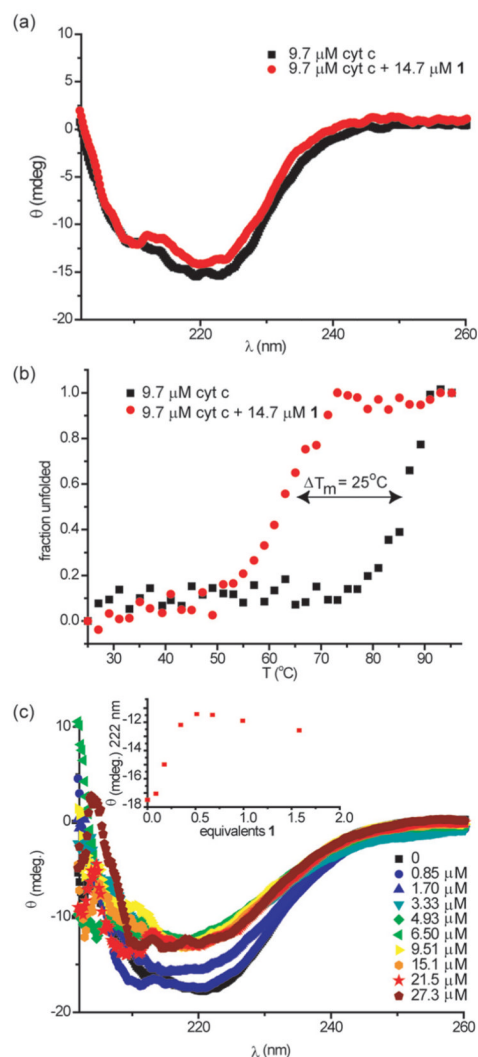 (a)
10
5
0
-5
-10
-15
-20
θ (mdeg)
9.7 μM cyt c
9.7 μM cyt c + 14.7 μM 1
220 240 260
λ (nm)
(b)
1.0
0.8
0.6
0.4
0.2
0.0
fraction unfolded
9.7 μM cyt c
9.7 μM cyt c + 14.7 μM 1
ΔTm = 25°C
30 40 50 60 70 80 90
T (°C)
(c)
10
0
-10
-20
θ (mdeg.)
θ (mdeg.) 222 nm
-12
-14
-16
-18
0.0 0.5 1.0 1.5 2.0
equivalents 1
0
0.85 μM
1.70 μM
3.33 μM
4.93 μM
6.50 μM
9.51 μM
15.1 μM
21.5 μM
27.3 μM
220 240 260
λ (nm)